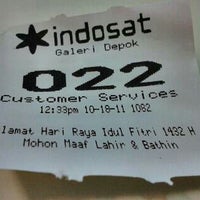 indosat
Galeri Depok
022
Customer Services
12:33pm 10-18-11 1082
lamat Hari Raya Idul Fitri 1432 H
Mohon Maaf Lahir & Bathin